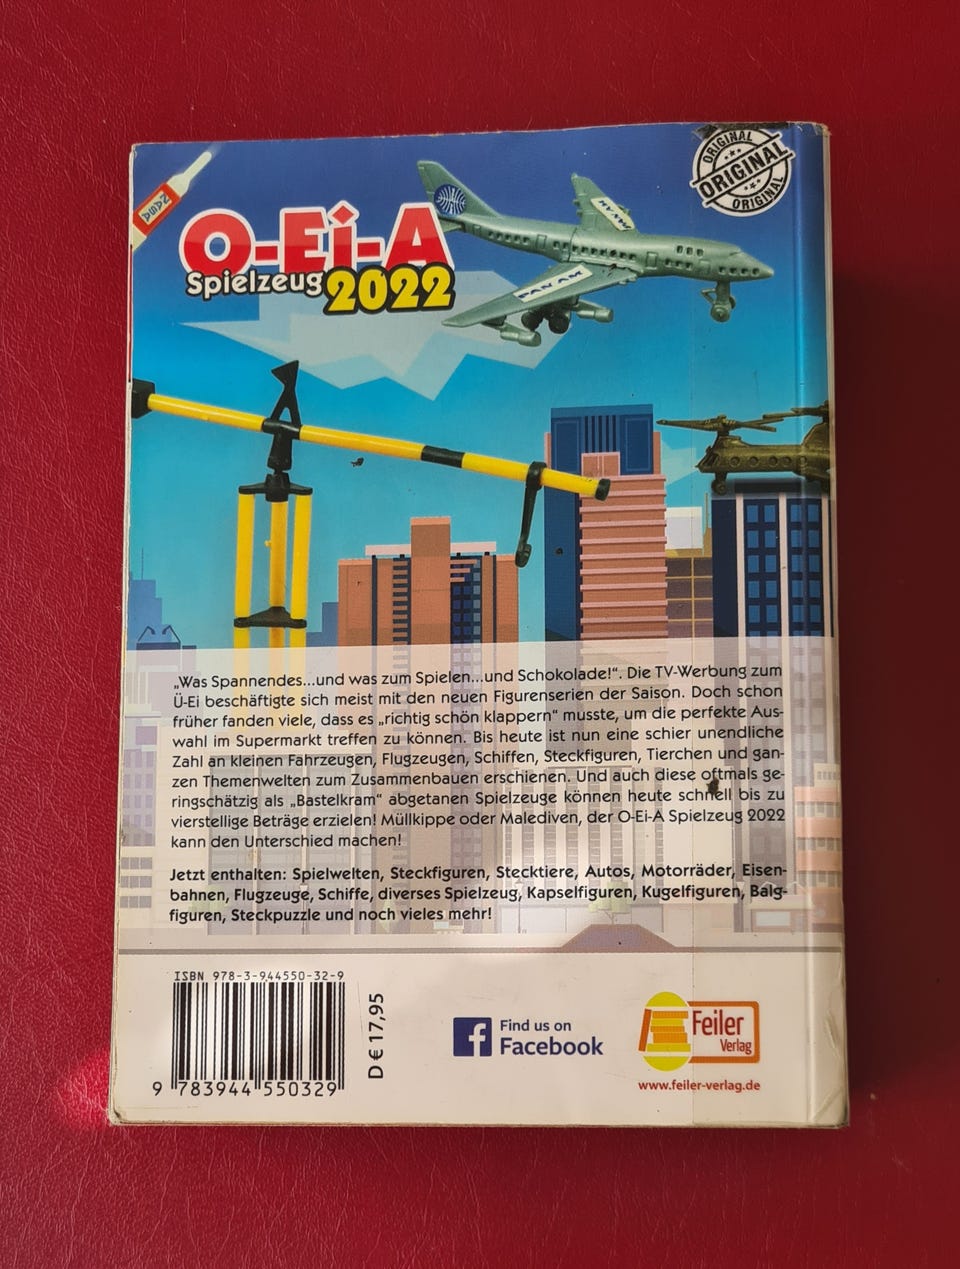 ORIGINAL
ORIGINAL
ORIGINAL
NASA
O-Ei-A
Spielzeug 2022
PAN AM
PAN AM
„Was Spannendes...und was zum Spielen...und Schokolade!“. Die TV-Werbung zum
Ü-Ei beschäftigte sich meist mit den neuen Figurenserien der Saison. Doch schon
früher fanden viele, dass es „richtig schön klappern“ musste, um die perfekte Aus-
wahl im Supermarkt treffen zu können. Bis heute ist nun eine schier unendliche
Zahl an kleinen Fahrzeugen, Flugzeugen, Schiffen, Steckfiguren, Tierchen und gan-
zen Themenwelten zum Zusammenbauen erschienen. Und auch diese oftmals ge-
ringschätzig als „Bastelkram“ abgetanen Spielzeuge können heute schnell bis zu
vierstellige Beträge erzielen! Müllkippe oder Malediven, der O-Ei-A Spielzeug 2022
kann den Unterschied machen!
Jetzt enthalten: Spielwelten, Steckfiguren, Stecktiere, Autos, Motorräder, Eisen-
bahnen, Flugzeuge, Schiffe, diverses Spielzeug, Kapselfiguren, Kugelfiguren, Balg-
figuren, Steckpuzzle und noch vieles mehr!
ISBN 978-3-944550-32-9
9 783944 550329
D € 17,95
Find us on
Facebook
Feiler
Verlag
www.feiler-verlag.de